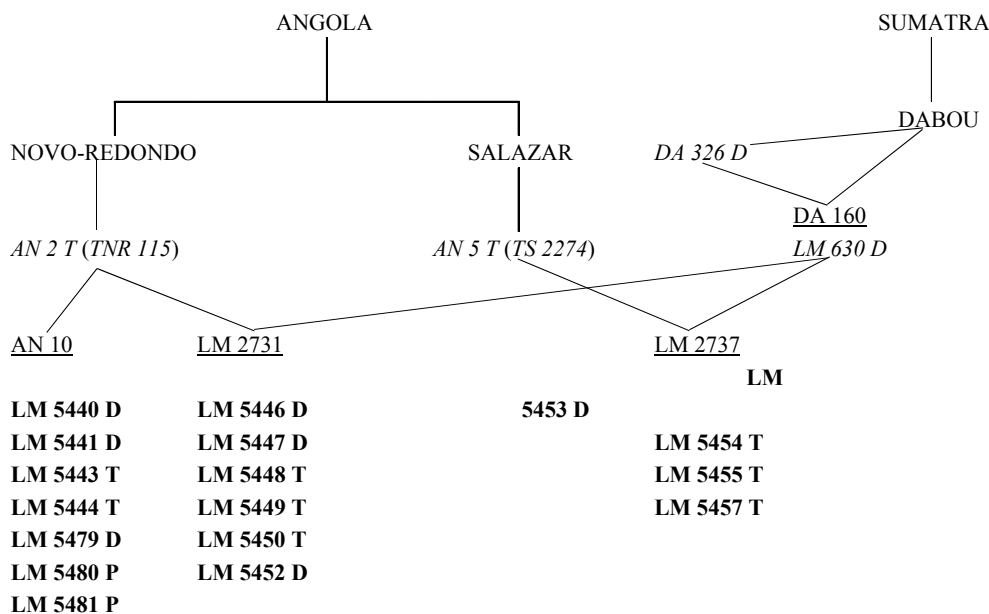 ANGOLA SUMATRA
DABOU
NOVO-REDONDO SALAZAR DA 326 D
DA 160
AN 2 T (TNR 115) AN 5 T (TS 2274) LM 630 D
AN 10 LM 2731 LM 2737
LM
LM 5440 D LM 5446 D 5453 D
LM 5441 D LM 5447 D LM 5454 T
LM 5443 T LM 5448 T LM 5455 T
LM 5444 T LM 5449 T LM 5457 T
LM 5479 D LM 5450 T
LM 5480 P LM 5452 D
LM 5481 P